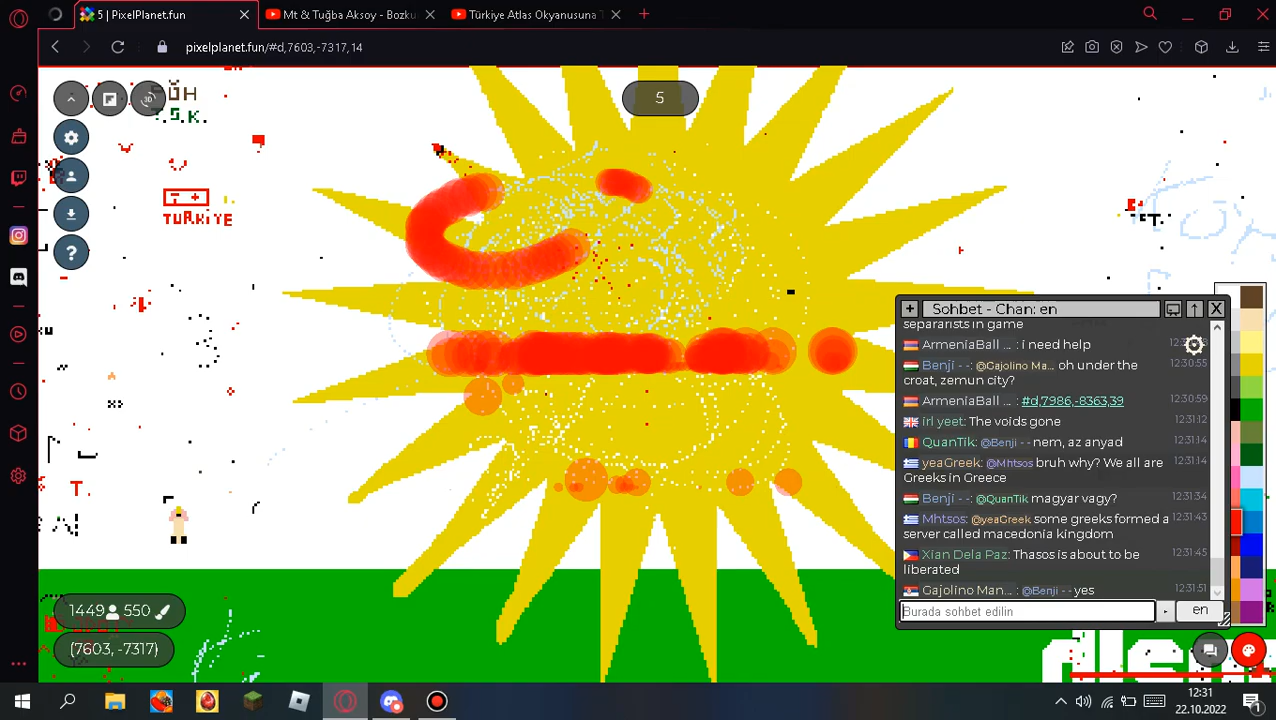 5 | PixelPlanet.fun
Mt & Tuğba Aksoy - Bozku
Türkiye Atlas Okyanusuna T
pixelplanet.fun/#d,7603,-7317,14
T.S.K.
5
TURKiYE
Sohbet - Chan: en
separarists in game
ArmeniaBall ... : i need help
Benji - - : @Gajolino Ma... oh under the 12:30:55
croat, zemun city?
ArmeniaBall ... : #d,7986,-8363,39 12:30:59
irl yeet: The voids gone 12:31:12
QuanTik: @Benji - - nem, az anyad 12:31:14
yeaGreek: @Mhtsos bruh why? We all are 12:31:14
Greeks in Greece
Benji - - : @QuanTik magyar vagy? 12:31:34
Mhtsos: @yeaGreek some greeks formed a 12:31:43
server called macedonia kingdom
Xian Dela Paz: Thasos is about to be 12:31:45
liberated
Gajolino Man... : @Benji - - yes 12:31:51
Burada sohbet edilin
en
1449 550
(7603, -7317)
12:31
22.10.2022